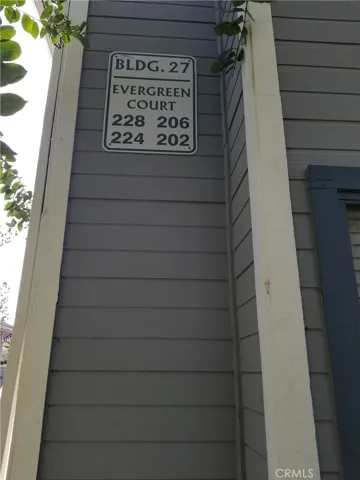 BLDG. 27
EVERGREEN
COURT
228 206
224 202
CRMLS